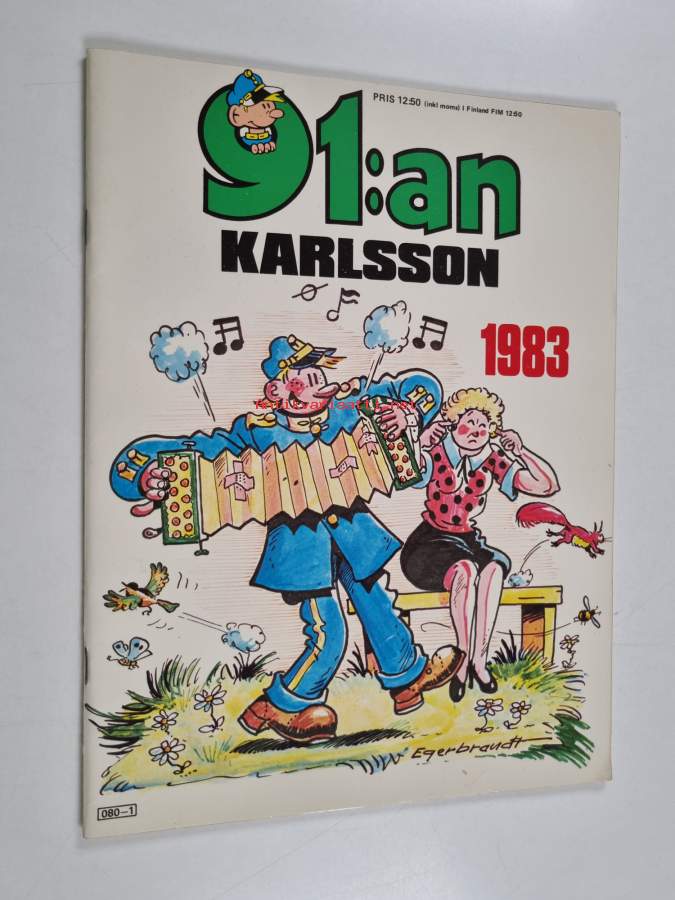 PRIS 12:50 (inkl moms) I Finland FIM 12:50
91:an
KARLSSON
1983
Egerbrandt
080–1